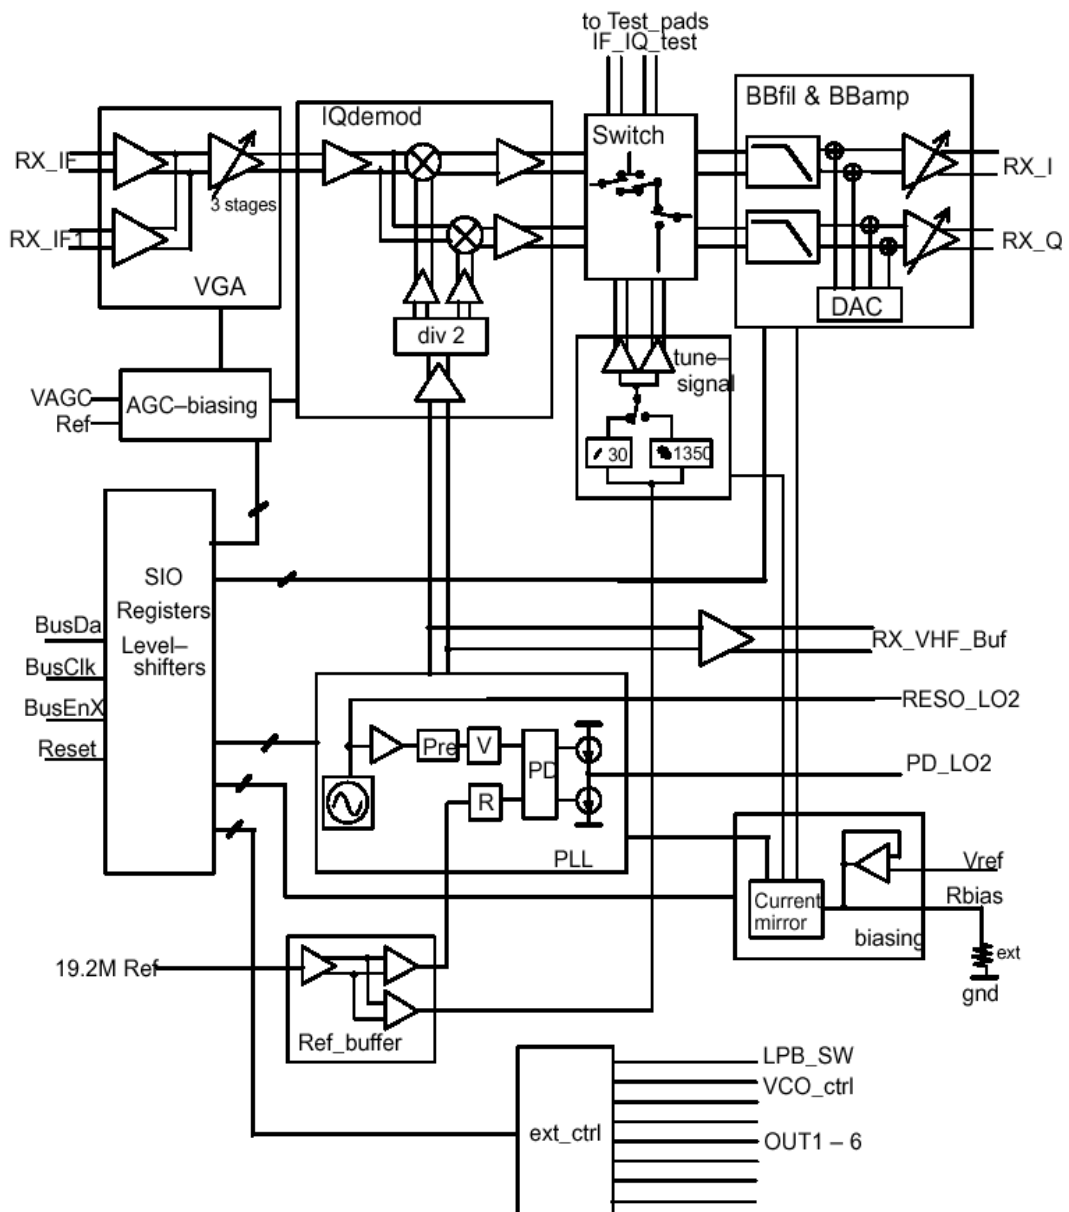 to Test_pads
IF_IQ_test
BBfil & BBamp
IQdemod
Switch
RX_IF
RX_I
3 stages
RX_IF1
RX_Q
VGA
DAC
div 2
tune–
signal
VAGC
AGC–biasing
Ref
/ 30
1350
SIO
Registers
Level–
shifters
BusDa
BusClk
BusEnX
Reset
RX_VHF_Buf
RESO_LO2
Pre
V
PD
PD_LO2
R
PLL
Vref
Current
mirror
Rbias
biasing
ext
gnd
19.2M Ref
Ref_buffer
LPB_SW
VCO_ctrl
ext_ctrl
OUT1 – 6